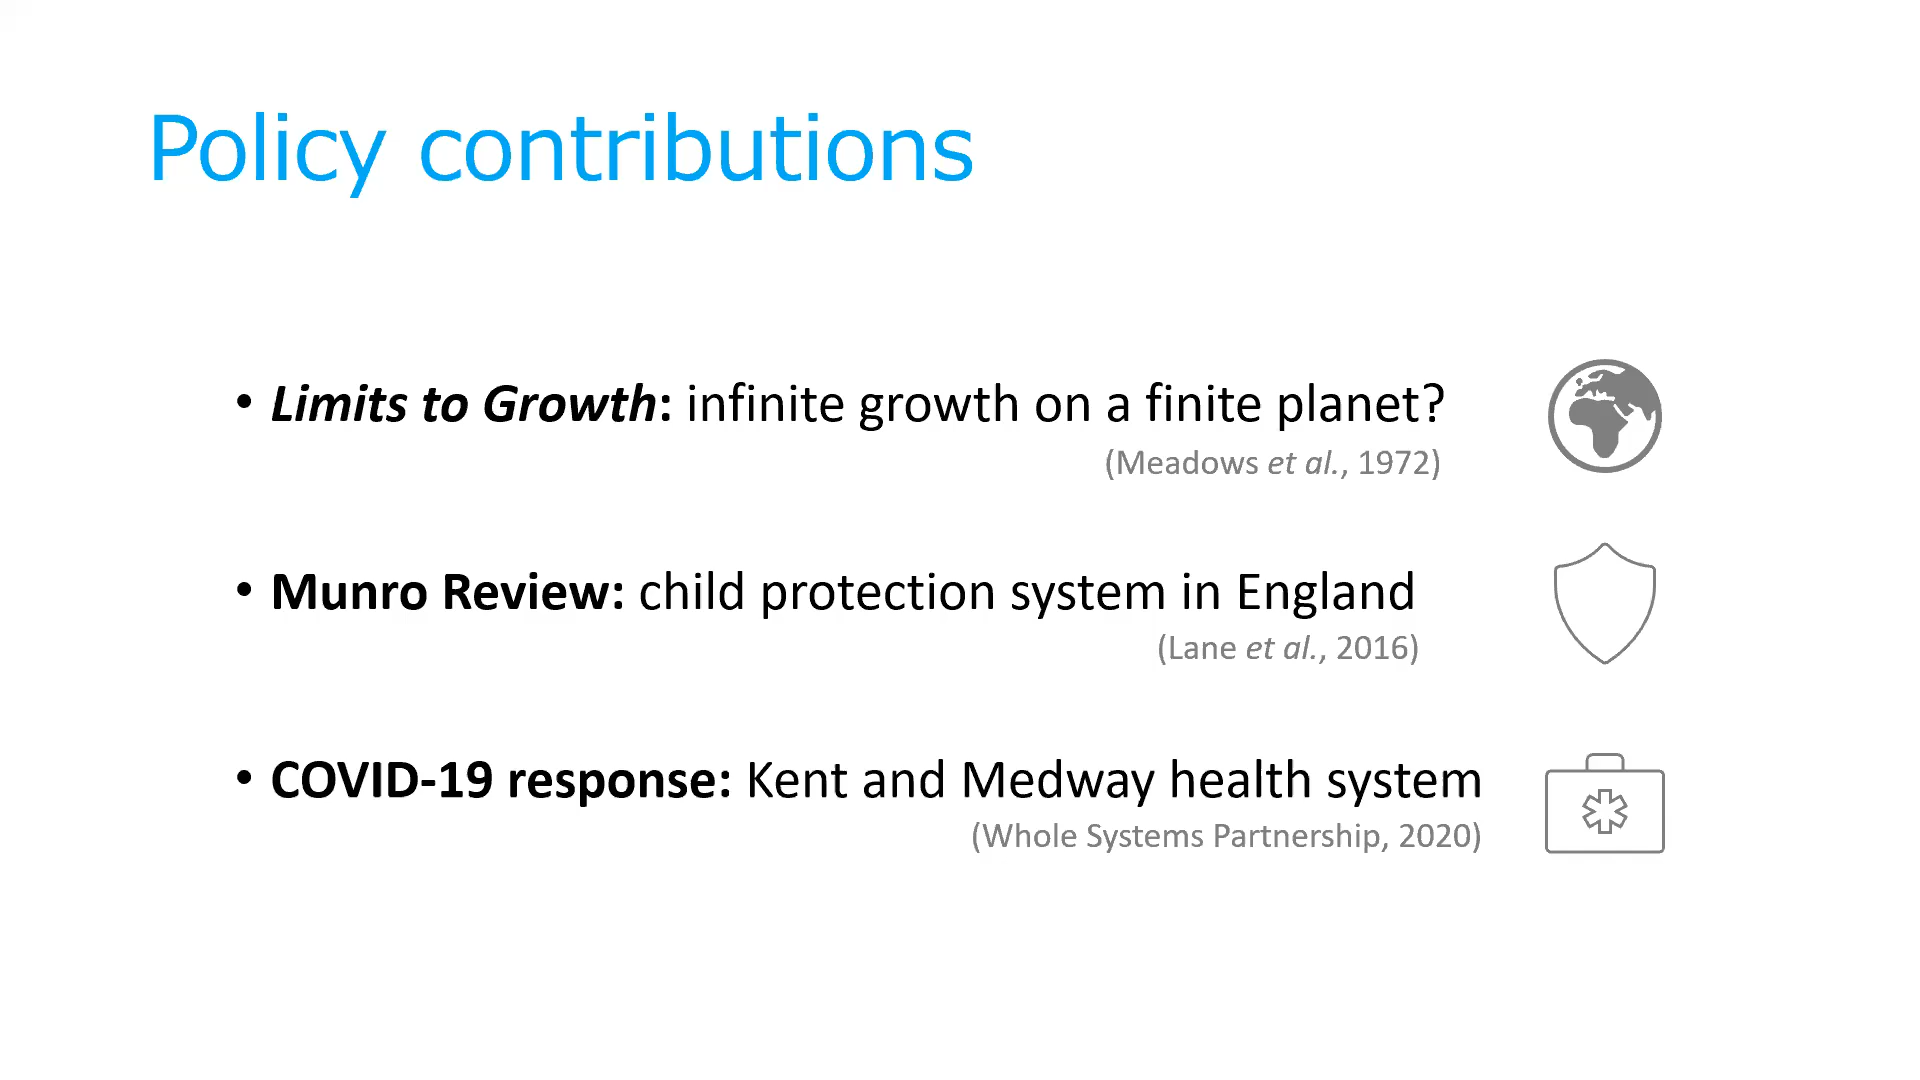 Policy contributions
• Limits to Growth: infinite growth on a finite planet?
(Meadows et al., 1972)
• Munro Review: child protection system in England
(Lane et al., 2016)
• COVID-19 response: Kent and Medway health system
(Whole Systems Partnership, 2020)